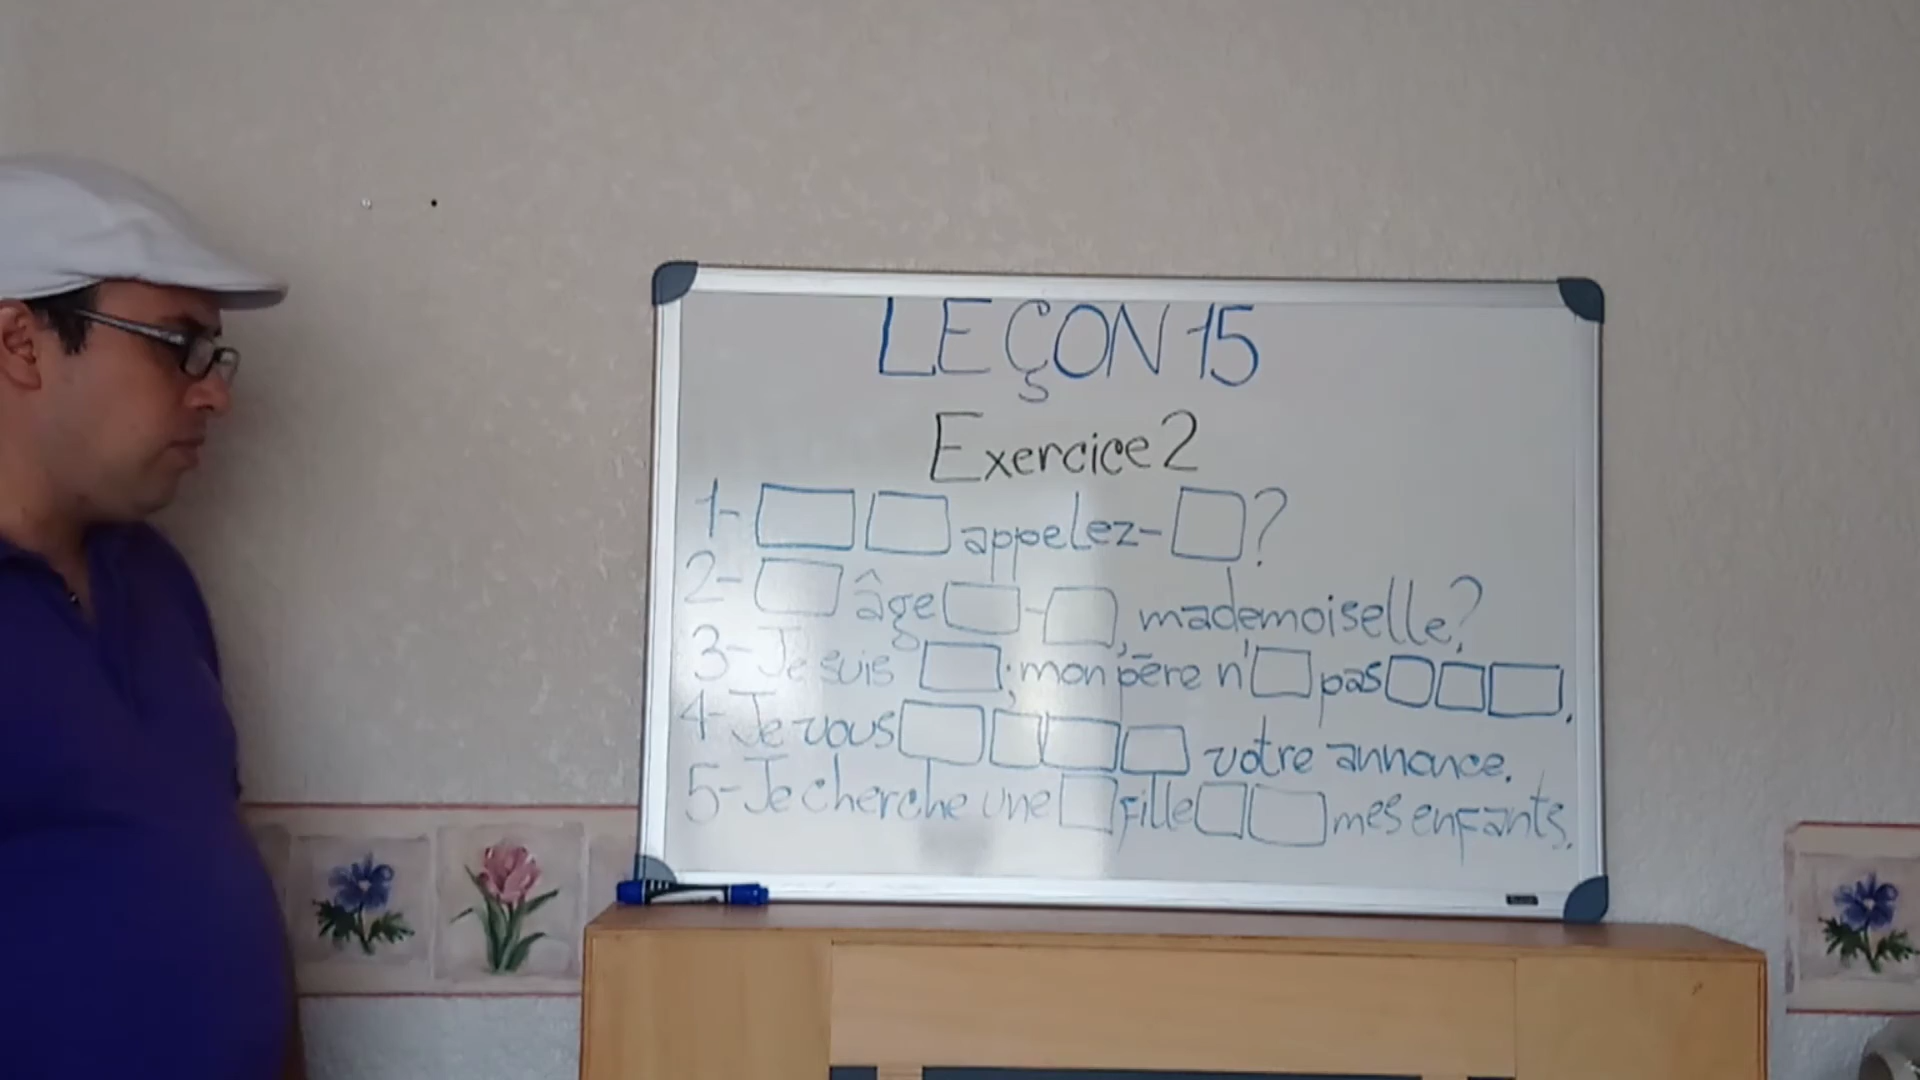 LEÇON 15
Exercice 2
1- appelez- ?
2- âge - , mademoiselle?
3- Je suis ; mon père n' pas .
4- Je vous votre annonce.
5- Je cherche une fille mes enfants.